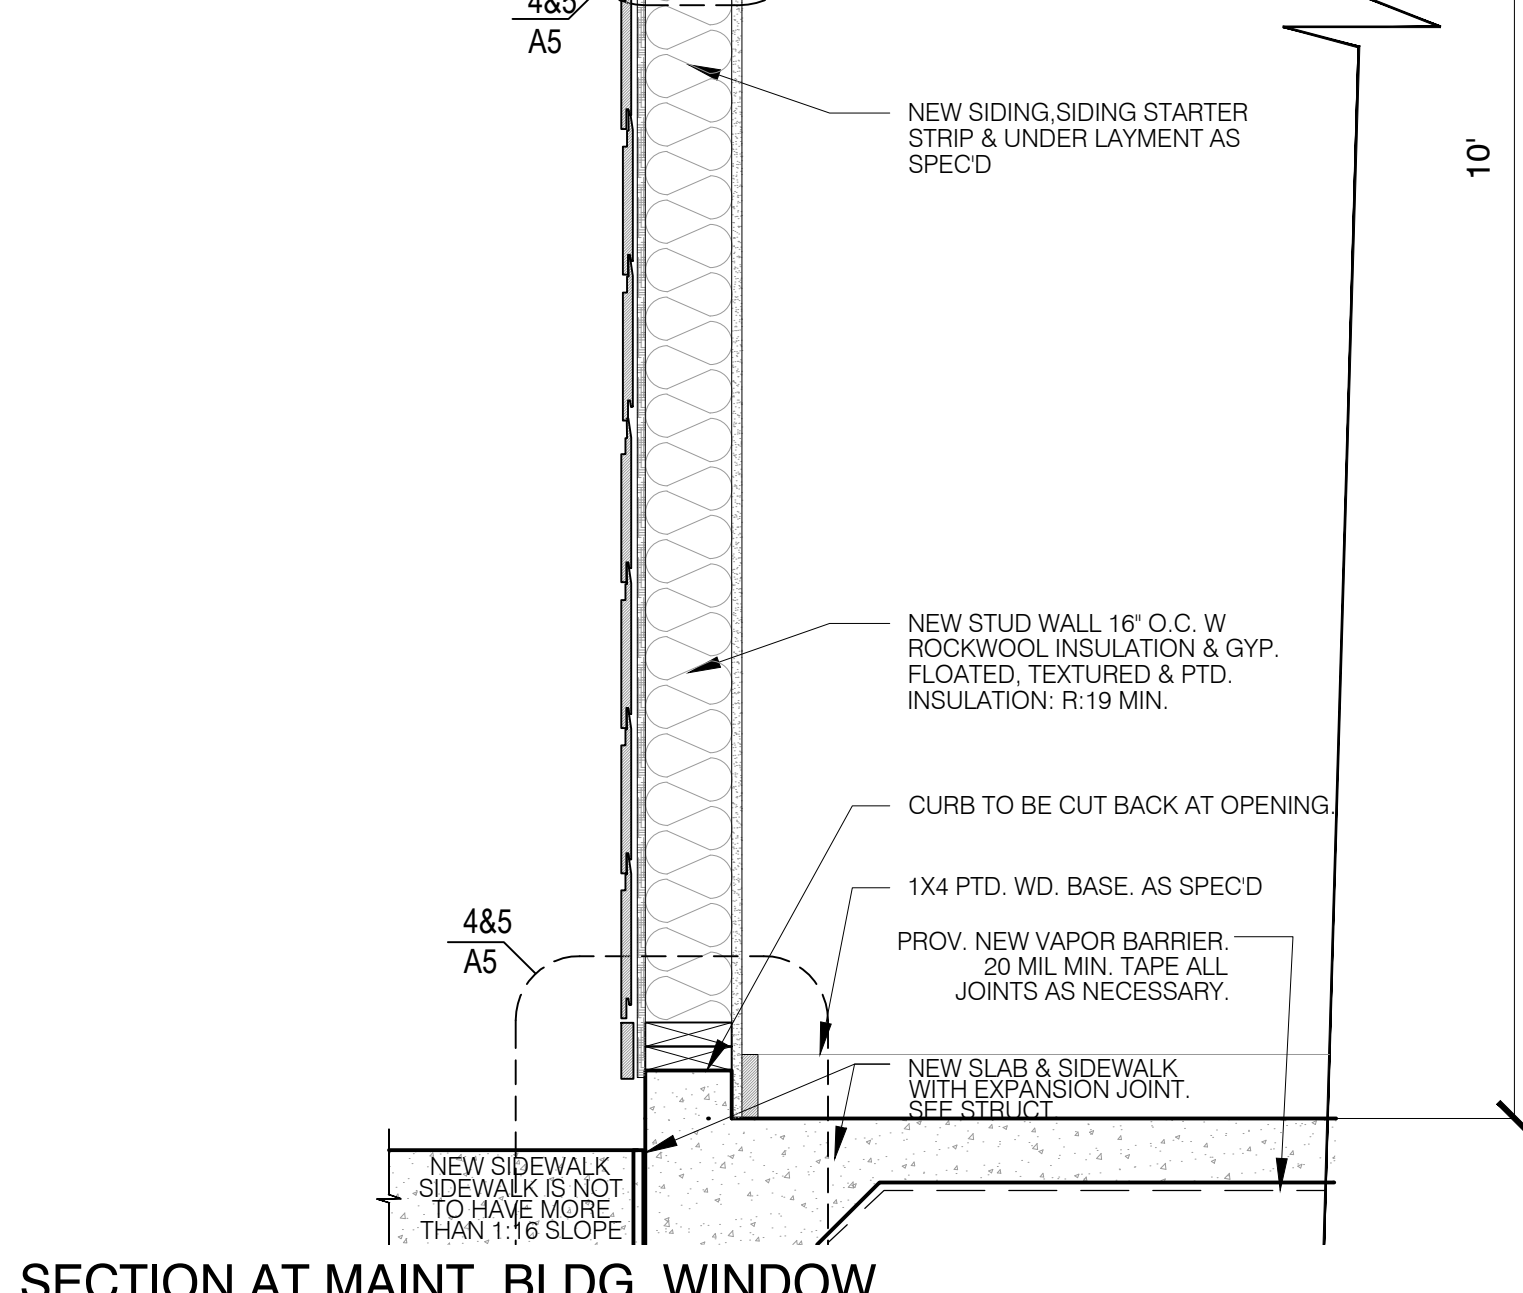 4&5
A5
NEW SIDING,SIDING STARTER
STRIP & UNDER LAYMENT AS
SPEC'D
10'
NEW STUD WALL 16" O.C. W
ROCKWOOL INSULATION & GYP.
FLOATED, TEXTURED & PTD.
INSULATION: R:19 MIN.
CURB TO BE CUT BACK AT OPENING.
1X4 PTD. WD. BASE. AS SPEC'D
4&5
A5
PROV. NEW VAPOR BARRIER.
20 MIL MIN. TAPE ALL
JOINTS AS NECESSARY.
NEW SLAB & SIDEWALK
WITH EXPANSION JOINT.
SEE STRUCT
NEW SIDEWALK
SIDEWALK IS NOT
TO HAVE MORE
THAN 1:16 SLOPE
SECTION AT MAINT. BLDG. WINDOW